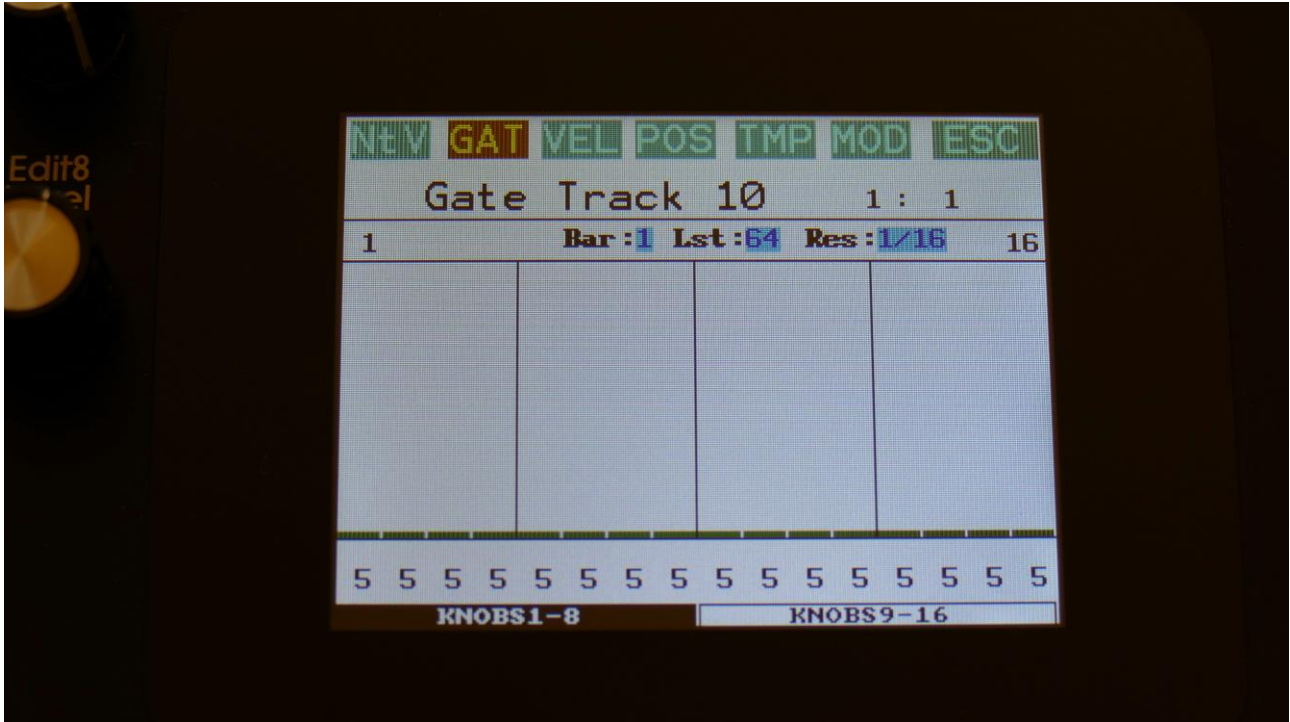 Edit8
NtV GAT VEL POS TMP MOD ESC
Gate Track 10 1 : 1
1 Bar:1 Lst:64 Res:1/16 16
5 5 5 5 5 5 5 5 5 5 5 5 5 5 5 5
KNOBS1-8 KNOBS9-16